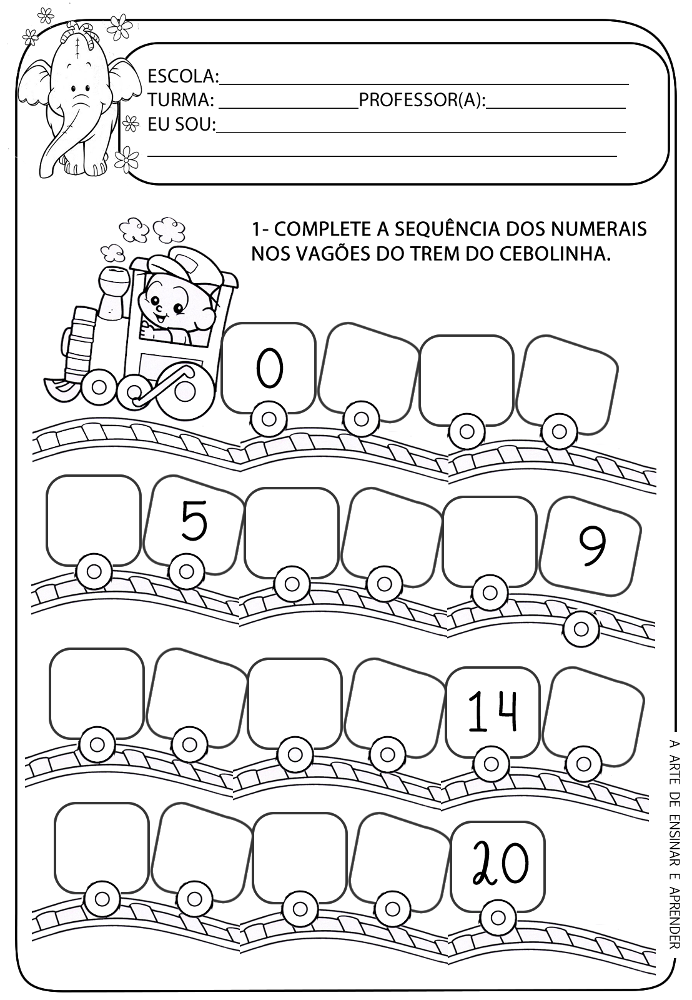 ESCOLA:
TURMA: PROFESSOR(A):
EU SOU:
1- COMPLETE A SEQUÊNCIA DOS NUMERAIS
NOS VAGÕES DO TREM DO CEBOLINHA.
0
5 9
14
20
A ARTE DE ENSINAR E APRENDER